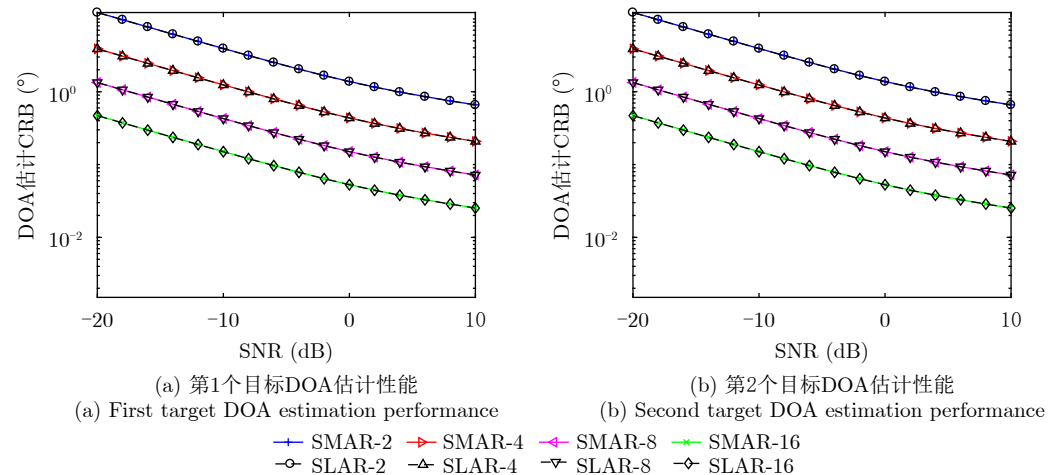 DOA估计CRB (°)
10⁰
10⁻²
−20
−10
0
10
SNR (dB)
(a) 第1个目标DOA估计性能
(a) First target DOA estimation performance
DOA估计CRB (°)
10⁰
10⁻²
−20
−10
0
10
SNR (dB)
(b) 第2个目标DOA估计性能
(b) Second target DOA estimation performance
SMAR-2 SMAR-4 SMAR-8 SMAR-16
SLAR-2 SLAR-4 SLAR-8 SLAR-16